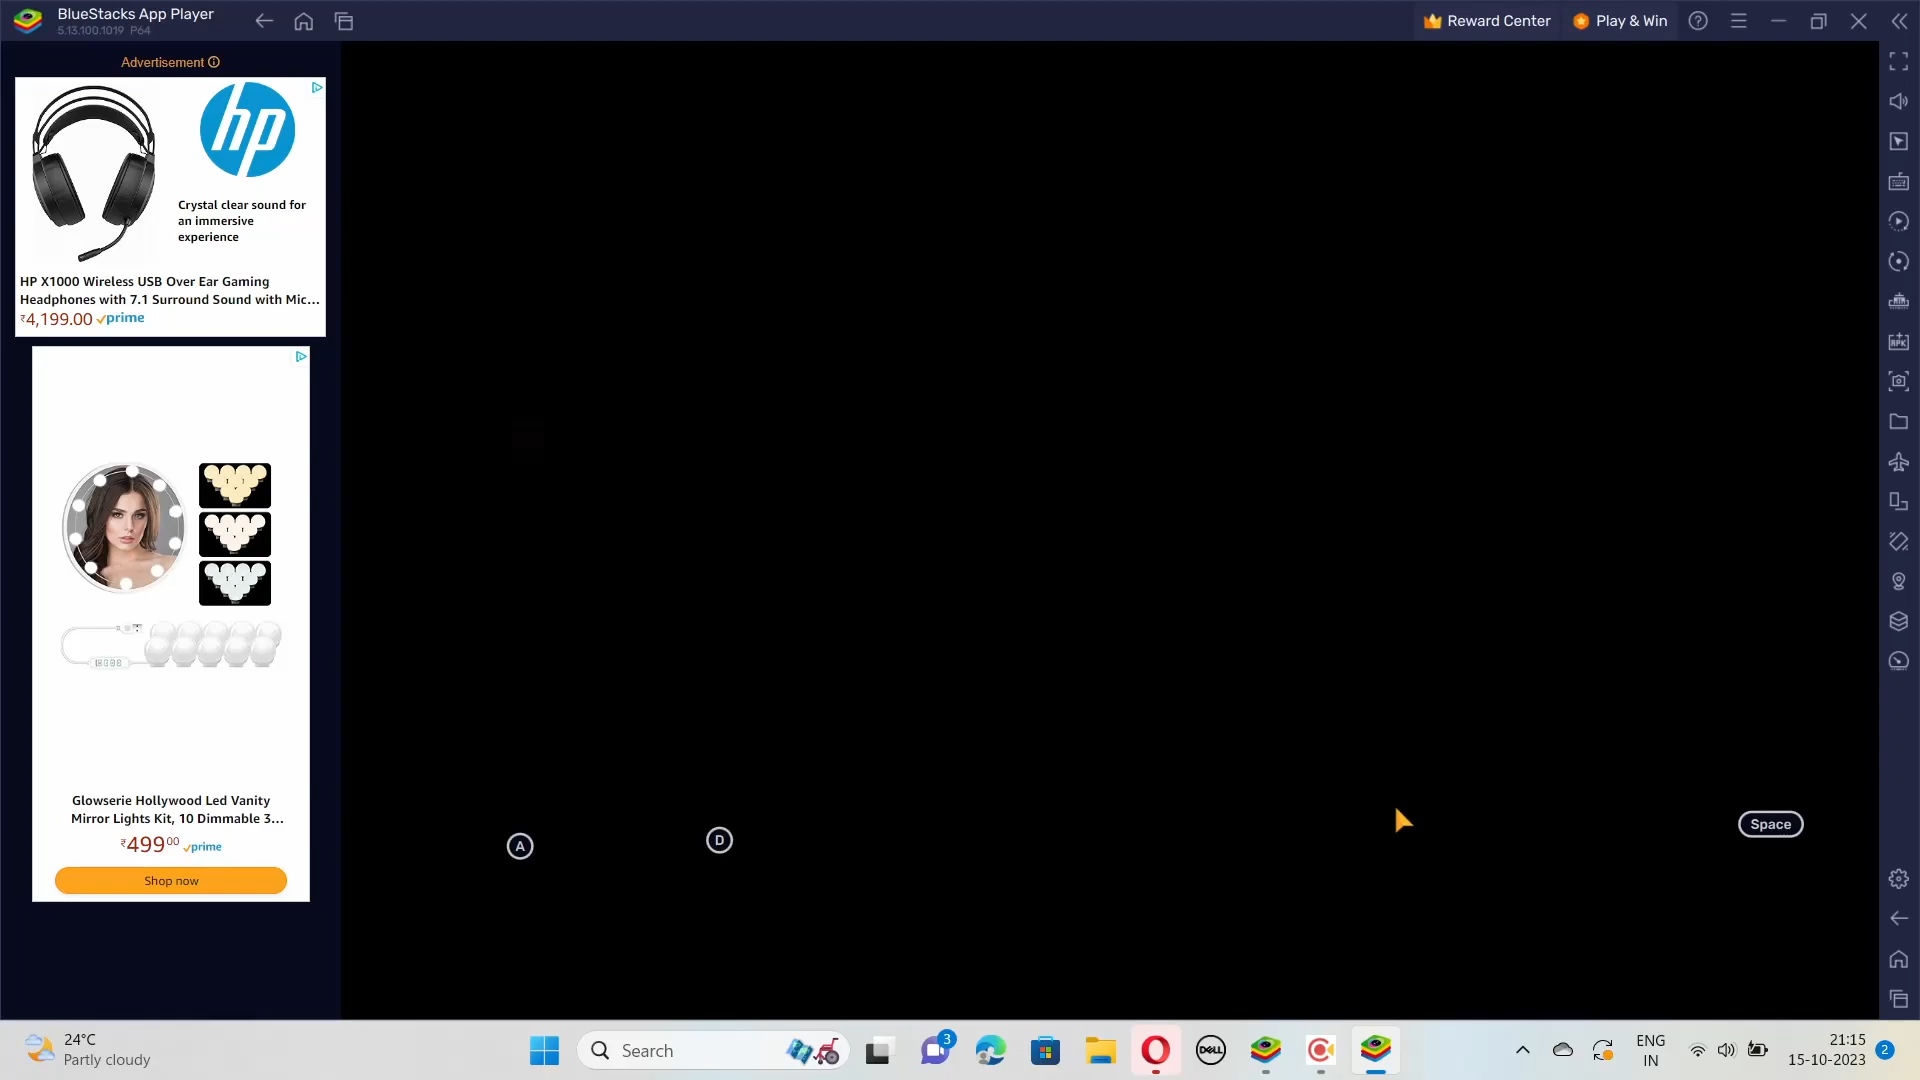 BlueStacks App Player
5.13.100.1019 P64
Reward Center
Play & Win
Advertisement
hp
Crystal clear sound for
an immersive
experience
HP X1000 Wireless USB Over Ear Gaming
Headphones with 7.1 Surround Sound with Mic...
₹4,199.00 prime
Glowserie Hollywood Led Vanity
Mirror Lights Kit, 10 Dimmable 3...
₹49900 prime
Shop now
A
D
Space
APK
24°C
Partly cloudy
Search
3
DELL
ENG
IN
21:15
15-10-2023
2